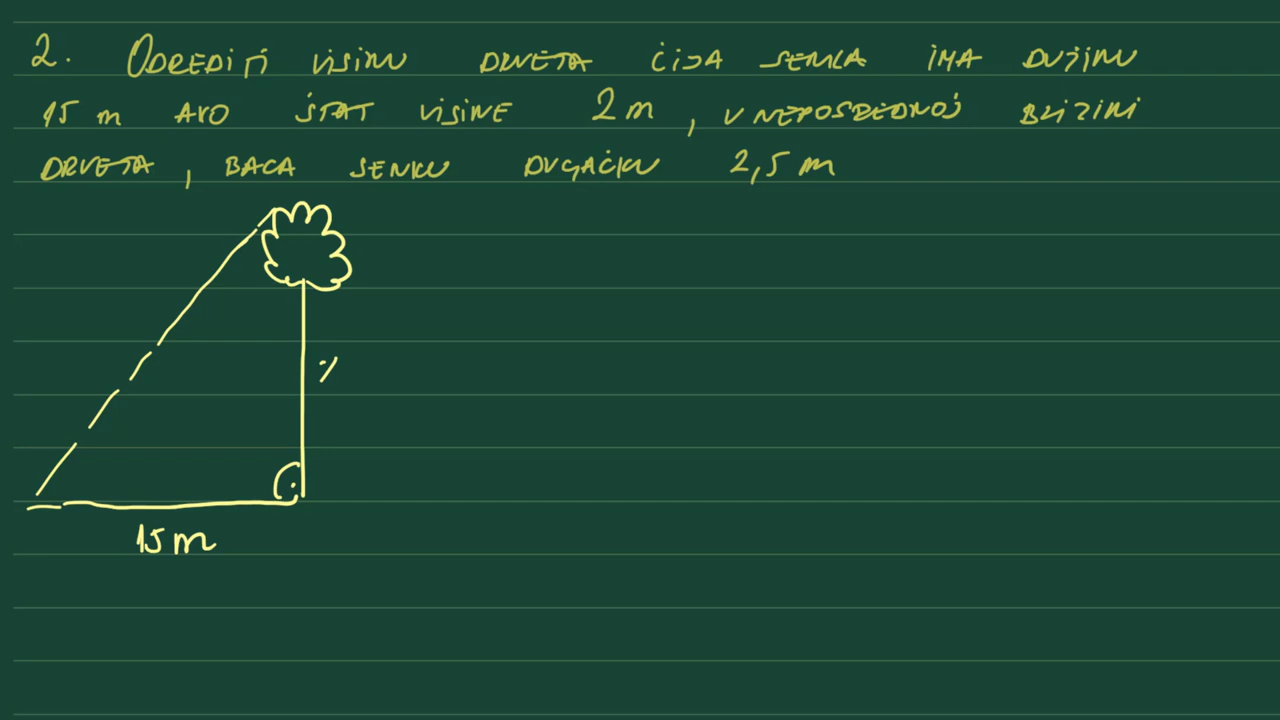 2. ODREDITI VISINU DRVETA ČIJA SENKA IMA DUŽINU
15 m AKO ŠTAP VISINE 2 m, U NEPOSREDNOJ BLIZINI
DRVETA, BACA SENKU DUGAČKU 2,5 m
15 m